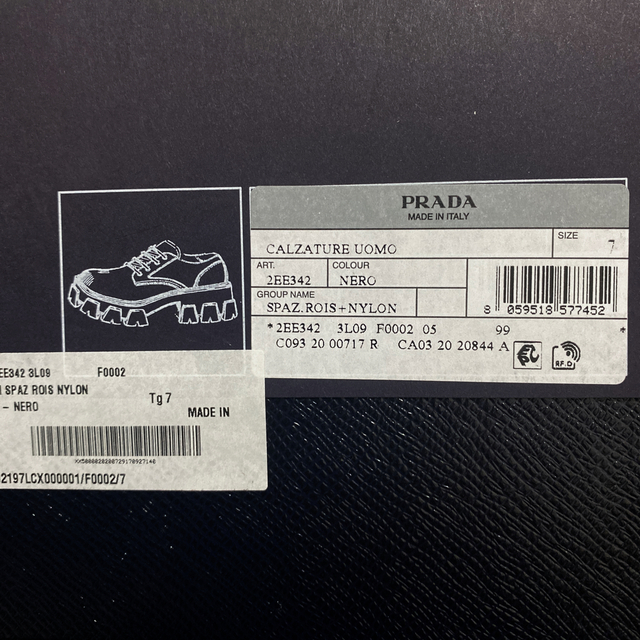 PRADA
MADE IN ITALY
CALZATURE UOMO
SIZE
7
ART.
2EE342
COLOUR
NERO
GROUP NAME
SPAZ.ROIS+NYLON
8 059518 577452
*2EE342 3L09 F0002 05 99 *
C093 20 00717 R CA03 20 20844 A
RF.D
EE342 3L09 F0002
SPAZ ROIS NYLON
- NERO
Tg 7
MADE IN
2197LCX000001/F0002/7